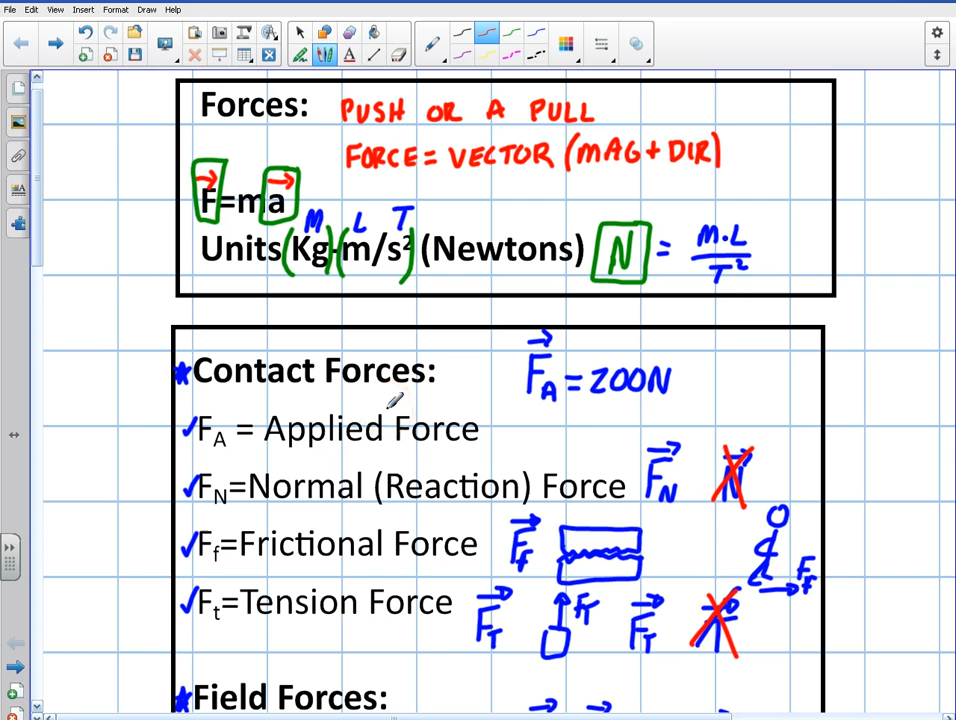 File Edit View Insert Format Draw Help
Forces: PUSH OR A PULL
FORCE = VECTOR (MAG + DIR)
F=ma
M L T
Units (Kg·m/s²) (Newtons) N = M·L / T²
*Contact Forces: F_A = 200N
✓F_A = Applied Force
✓F_N=Normal (Reaction) Force F_N N
✓F_f=Frictional Force F_f F_f
✓F_t=Tension Force F_T F_T F_T T
*Field Forces: